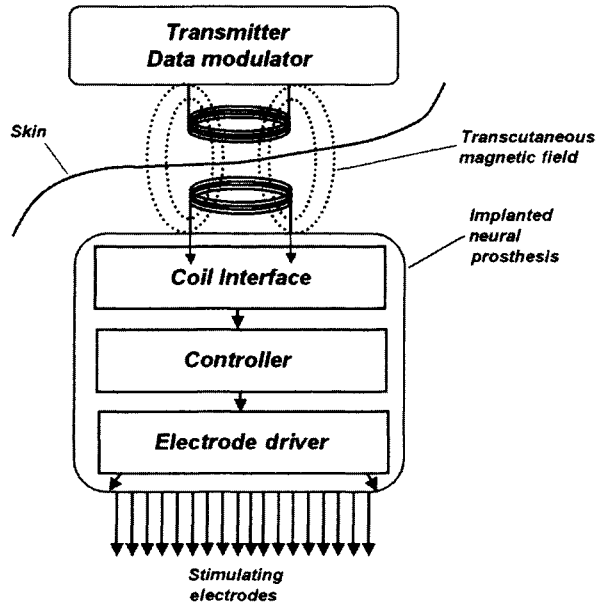 Transmitter
Data modulator
Skin
Transcutaneous
magnetic field
Implanted
neural
prosthesis
Coil Interface
Controller
Electrode driver
Stimulating
electrodes